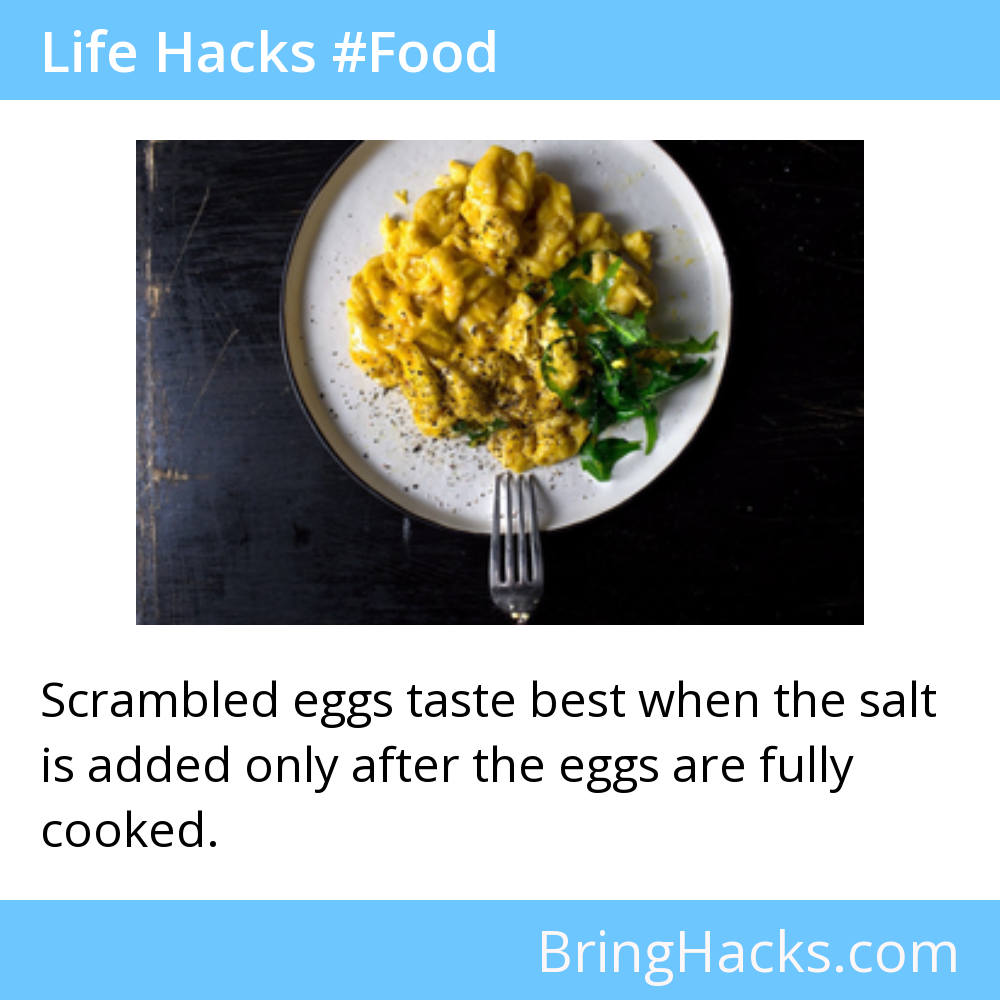 Life Hacks #Food
Scrambled eggs taste best when the salt
is added only after the eggs are fully
cooked.
BringHacks.com